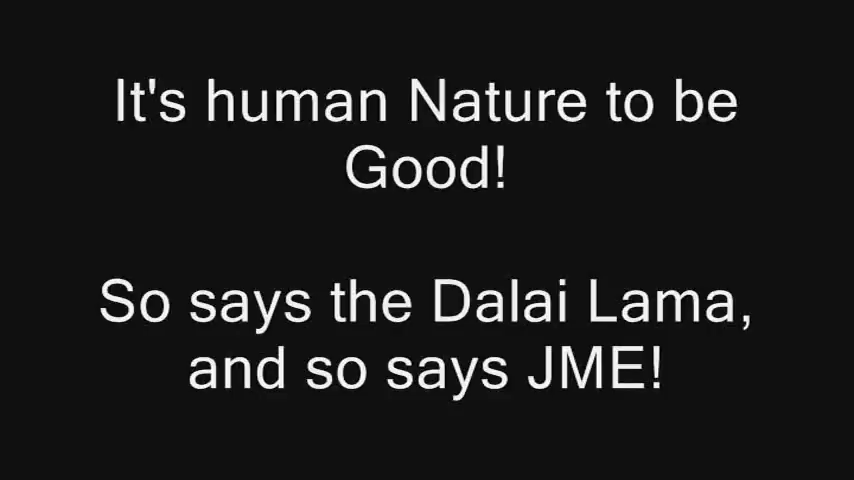 It's human Nature to be
Good!
So says the Dalai Lama,
and so says JME!